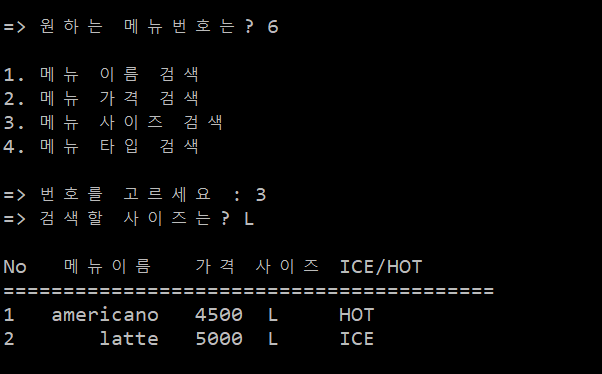 => 원하는 메뉴번호는? 6
1. 메뉴 이름 검색
2. 메뉴 가격 검색
3. 메뉴 사이즈 검색
4. 메뉴 타입 검색
=> 번호를 고르세요 : 3
=> 검색할 사이즈는? L
No 메뉴이름 가격 사이즈 ICE/HOT
=========================================
1 americano 4500 L HOT
2 latte 5000 L ICE